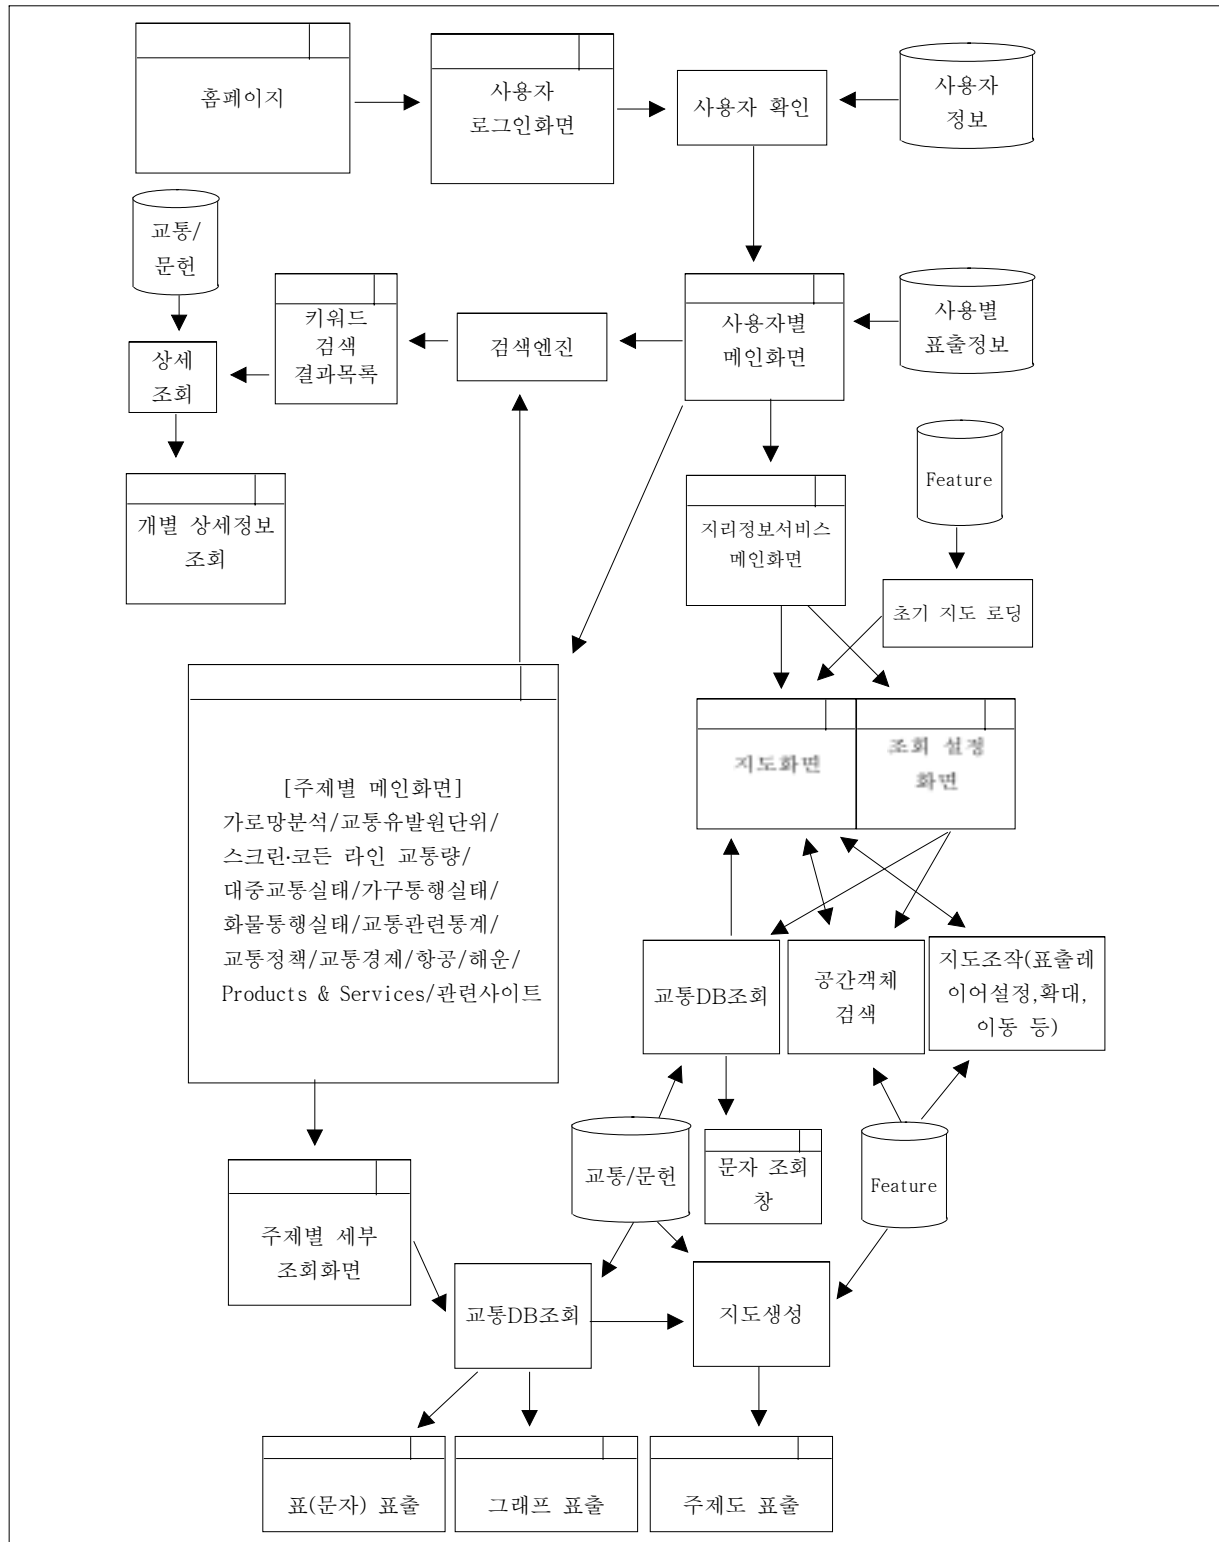 홈페이지
사용자
로그인화면
사용자 확인
사용자
정보
교통/
문헌
키워드
검색
결과목록
검색엔진
사용자별
메인화면
사용별
표출정보
상세
조회
Feature
개별 상세정보
조회
지리정보서비스
메인화면
초기 지도 로딩
지도화면
조회 설정
화면
[주제별 메인화면]
가로망분석/교통유발원단위/
스크린·코든 라인 교통량/
대중교통실태/가구통행실태/
화물통행실태/교통관련통계/
교통정책/교통경제/항공/해운/
Products & Services/관련사이트
교통DB조회
공간객체
검색
지도조작(표출레
이어설정,확대,
이동 등)
교통/문헌
문자 조회
창
Feature
주제별 세부
조회화면
교통DB조회
지도생성
표(문자) 표출
그래프 표출
주제도 표출